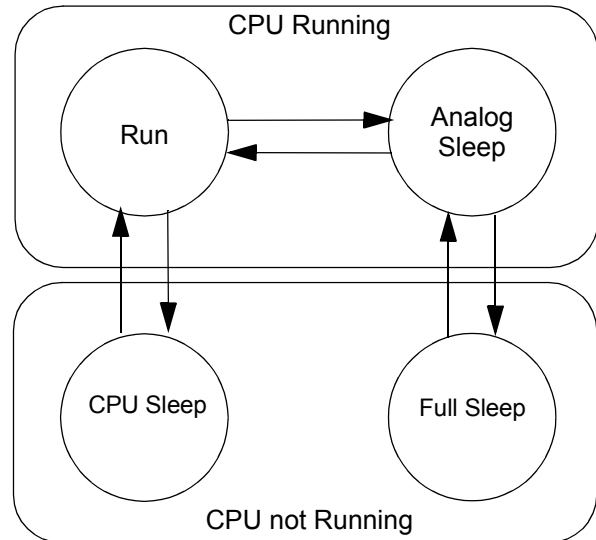 CPU Running
Run
Analog
Sleep
CPU Sleep
Full Sleep
CPU not Running